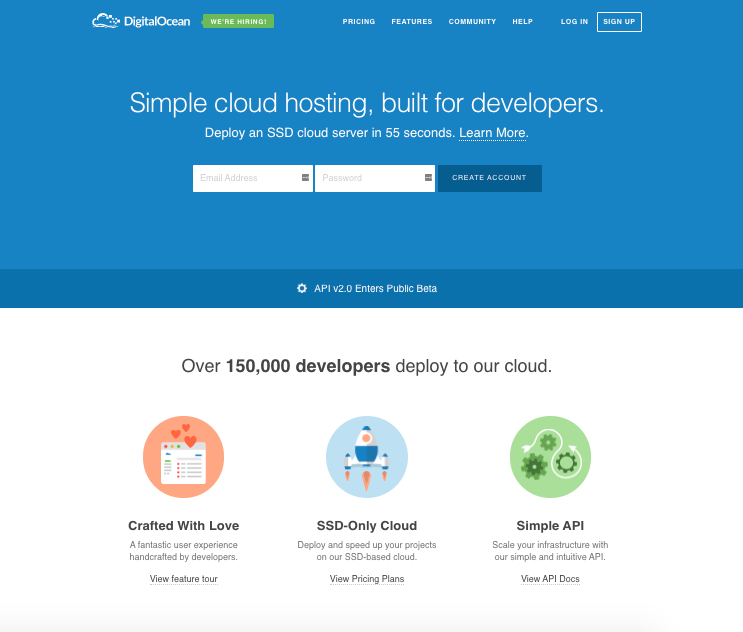 DigitalOcean WE'RE HIRING! PRICING FEATURES COMMUNITY HELP LOG IN SIGN UP
Simple cloud hosting, built for developers.
Deploy an SSD cloud server in 55 seconds. Learn More.
Email Address Password CREATE ACCOUNT
API v2.0 Enters Public Beta
Over 150,000 developers deploy to our cloud.
Crafted With Love
A fantastic user experience
handcrafted by developers.
View feature tour
SSD-Only Cloud
Deploy and speed up your projects
on our SSD-based cloud.
View Pricing Plans
Simple API
Scale your infrastructure with
our simple and intuitive API.
View API Docs